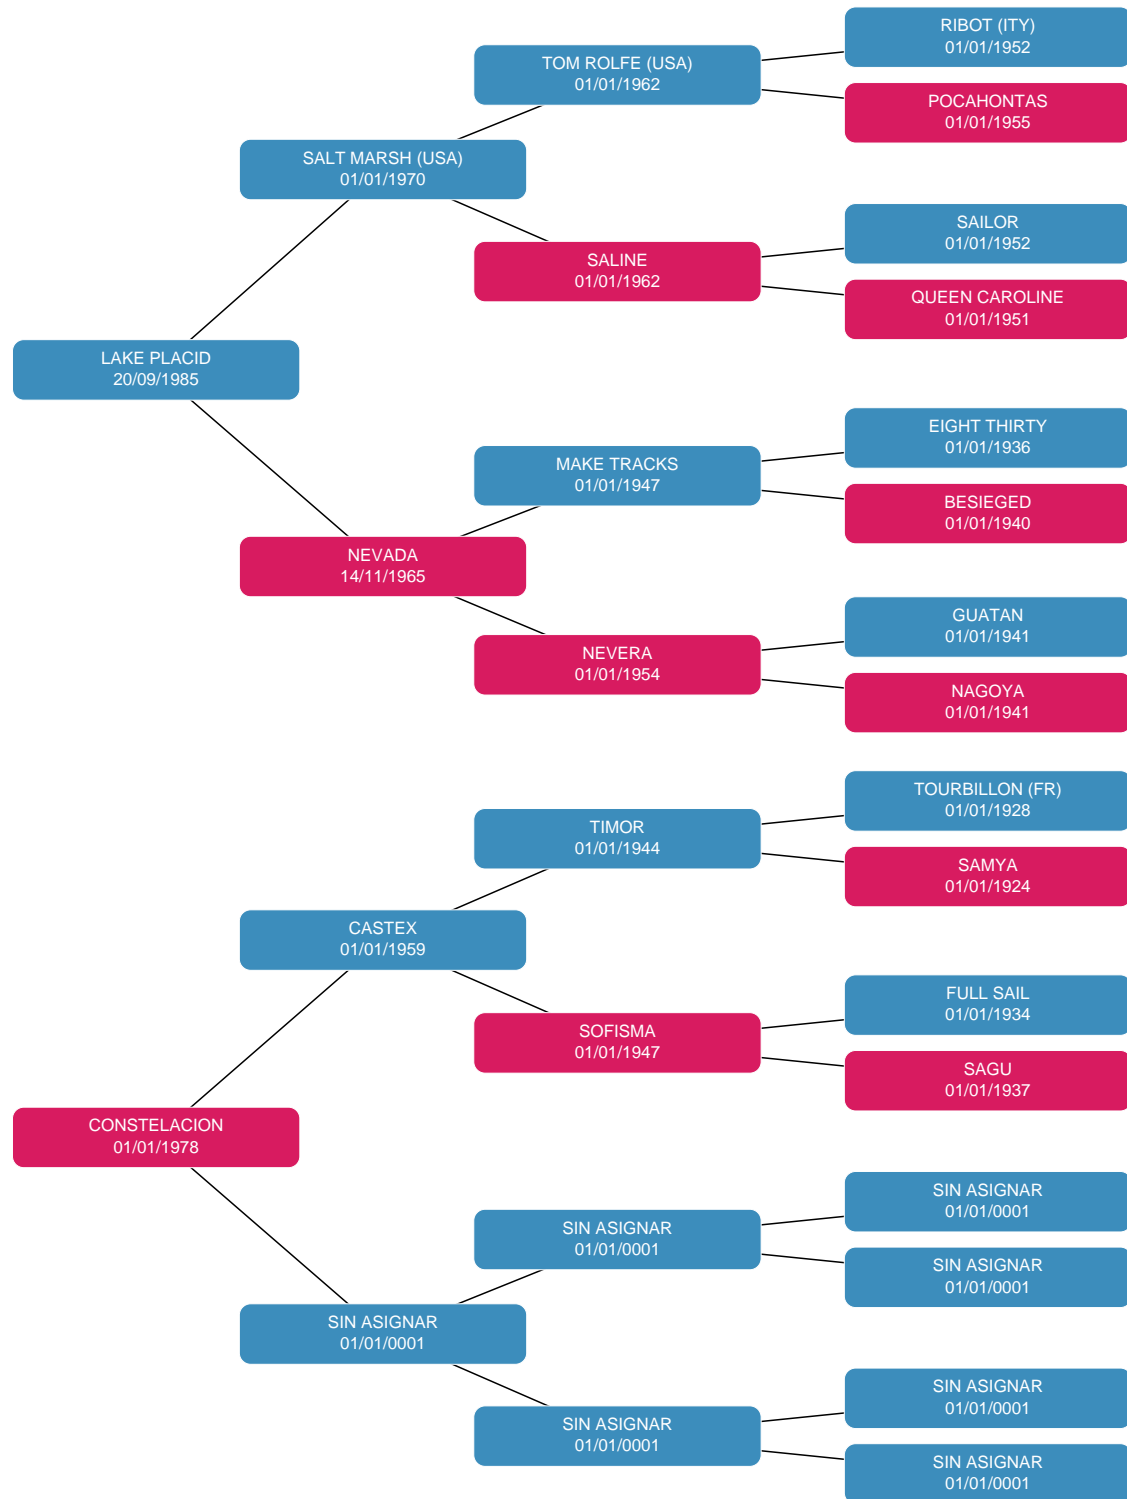 RIBOT (ITY)
01/01/1952
TOM ROLFE (USA)
01/01/1962
POCAHONTAS
01/01/1955
SALT MARSH (USA)
01/01/1970
SAILOR
01/01/1952
SALINE
01/01/1962
QUEEN CAROLINE
01/01/1951
LAKE PLACID
20/09/1985
EIGHT THIRTY
01/01/1936
MAKE TRACKS
01/01/1947
BESIEGED
01/01/1940
NEVADA
14/11/1965
GUATAN
01/01/1941
NEVERA
01/01/1954
NAGOYA
01/01/1941
TOURBILLON (FR)
01/01/1928
TIMOR
01/01/1944
SAMYA
01/01/1924
CASTEX
01/01/1959
FULL SAIL
01/01/1934
SOFISMA
01/01/1947
SAGU
01/01/1937
CONSTELACION
01/01/1978
SIN ASIGNAR
01/01/0001
SIN ASIGNAR
01/01/0001
SIN ASIGNAR
01/01/0001
SIN ASIGNAR
01/01/0001
SIN ASIGNAR
01/01/0001
SIN ASIGNAR
01/01/0001
SIN ASIGNAR
01/01/0001